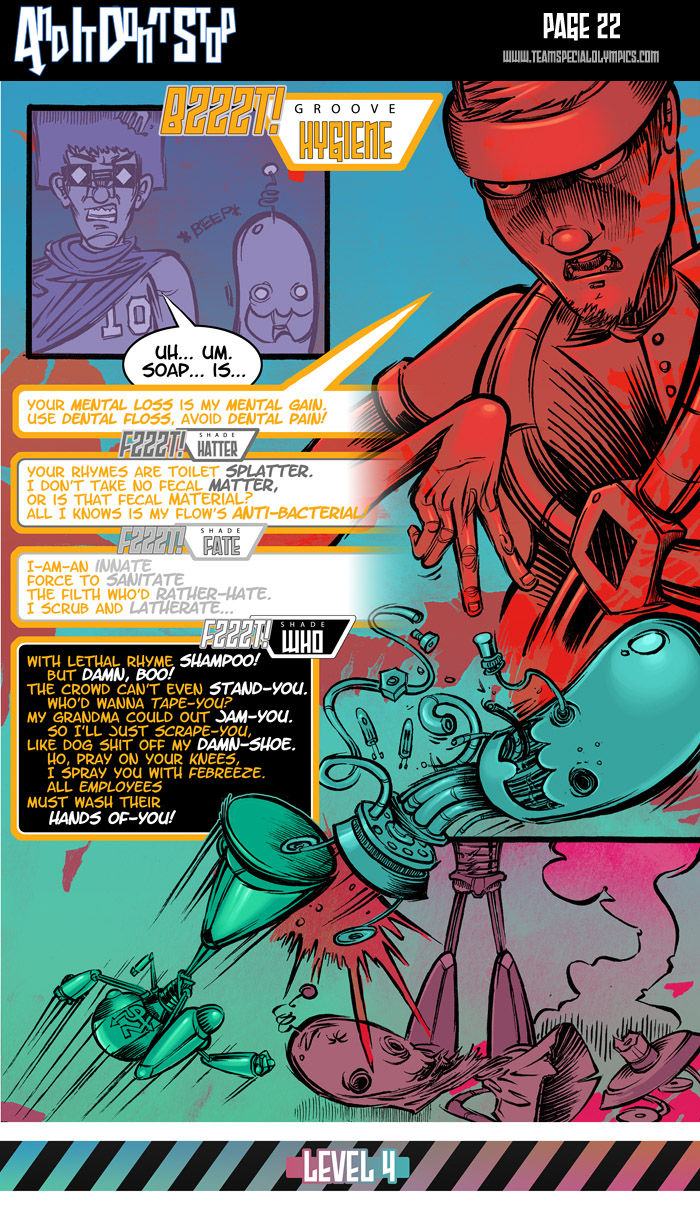 AND IT DON'T STOP
PAGE 22
WWW.TEAMSPECIALOLYMPICS.COM
BZZZT!
GROOVE
HYGIENE
*BEEP*
10
UH... UM.
SOAP... IS...
YOUR MENTAL LOSS IS MY MENTAL GAIN,
USE DENTAL FLOSS, AVOID DENTAL PAIN!
FZZZT!
SHADE
HATTER
YOUR RHYMES ARE TOILET SPLATTER.
I DON'T TAKE NO FECAL MATTER,
OR IS THAT FECAL MATERIAL?
ALL I KNOWS IS MY FLOW'S ANTI-BACTERIAL
FZZZT!
SHADE
FATE
I-AM-AN INNATE
FORCE TO SANITATE
THE FILTH WHO'D RATHER-HATE.
I SCRUB AND LATHERATE...
FZZZT!
SHADE
WHO
WITH LETHAL RHYME SHAMPOO!
BUT DAMN, BOO!
THE CROWD CAN'T EVEN STAND-YOU.
WHO'D WANNA TAPE-YOU?
MY GRANDMA COULD OUT JAM-YOU.
SO I'LL JUST SCRAPE-YOU,
LIKE DOG SHIT OFF MY DAMN-SHOE.
HO, PRAY ON YOUR KNEES,
I SPRAY YOU WITH FEBREEZE.
ALL EMPLOYEES
MUST WASH THEIR
HANDS OF-YOU!
LEVEL 4